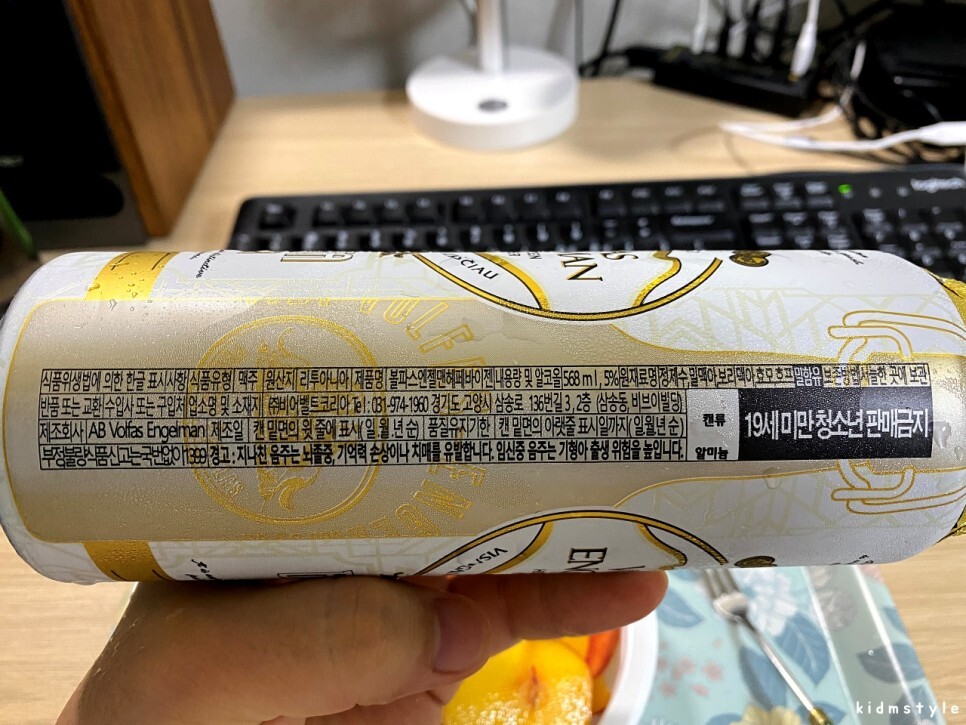 식품위생법에 의한 한글 표시사항 식품유형 맥주 원산지 리투아니아 제품명 볼파스엔젤맨헤페바이젠 내용량 및 알코올 568 ml , 5% 원재료명 정제수, 밀맥아, 보리맥아, 호프, 효모 밀함유 서늘한 곳에 보관
반품 또는 교환 수입사 또는 구입처 업소명 및 소재지 ㈜비어벨트코리아 Tel : 031-974-1960 경기도 고양시 삼송로 136번길 3, 2층 (삼송동, 비브이빌딩)
제조회사 AB Volfas Engelman 제조일 캔 밑면의 윗 줄에 표시 (일.월.년 순) 품질유지기한 캔 밑면의 아랫줄 표시일까지 (일.월.년 순)
부정·불량식품신고는 국번없이 1399 경고 : 지나친 음주는 뇌졸중, 기억력 손상이나 치매를 유발합니다. 임신중 음주는 기형아 출생 위험을 높입니다.
캔류
알미늄
19세 미만 청소년 판매금지
logitech
kidmstyle